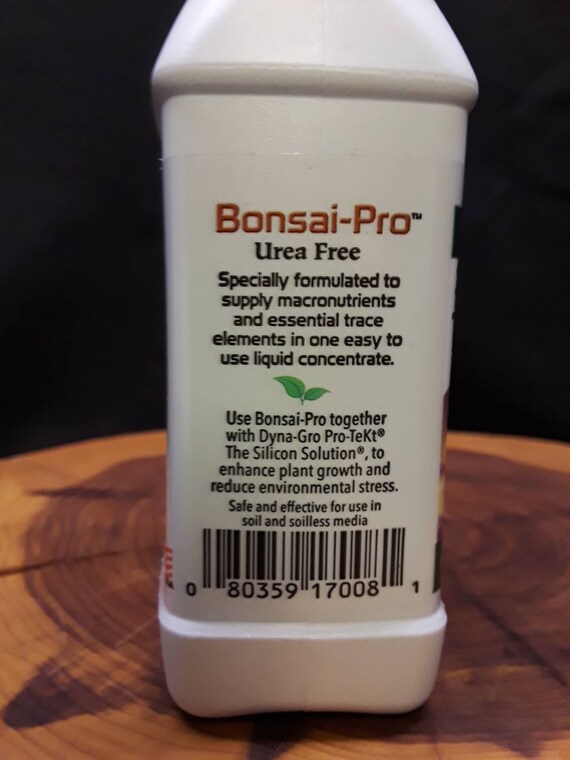 Bonsai-Pro™
Urea Free
Specially formulated to
supply macronutrients
and essential trace
elements in one easy to
use liquid concentrate.
Use Bonsai-Pro together
with Dyna-Gro Pro-TeKt®
The Silicon Solution®, to
enhance plant growth and
reduce environmental stress.
Safe and effective for use in
soil and soilless media
0 80359 17008 1